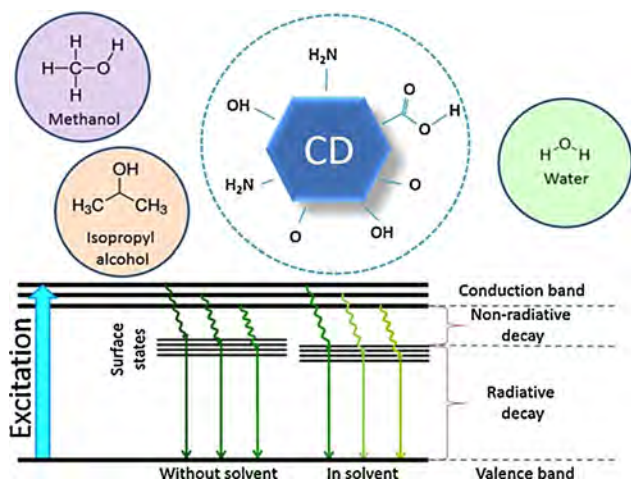 H
H
H–C–O
H
Methanol
OH
H₃C
CH₃
Isopropyl
alcohol
H₂N
O
H
O
OH
CD
H₂N
O
O
OH
O
H
H
Water
Conduction band
Non-radiative
decay
Surface
states
Excitation
Radiative
decay
Without solvent
In solvent
Valence band